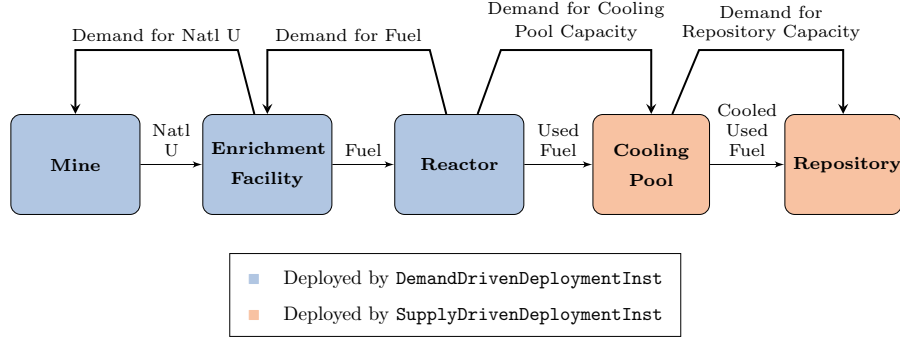 Demand for Natl U
Demand for Fuel
Demand for Cooling
Pool Capacity
Demand for
Repository Capacity
Mine
Natl
U
Enrichment
Facility
Fuel
Reactor
Used
Fuel
Cooling
Pool
Cooled
Used
Fuel
Repository
Deployed by DemandDrivenDeploymentInst
Deployed by SupplyDrivenDeploymentInst